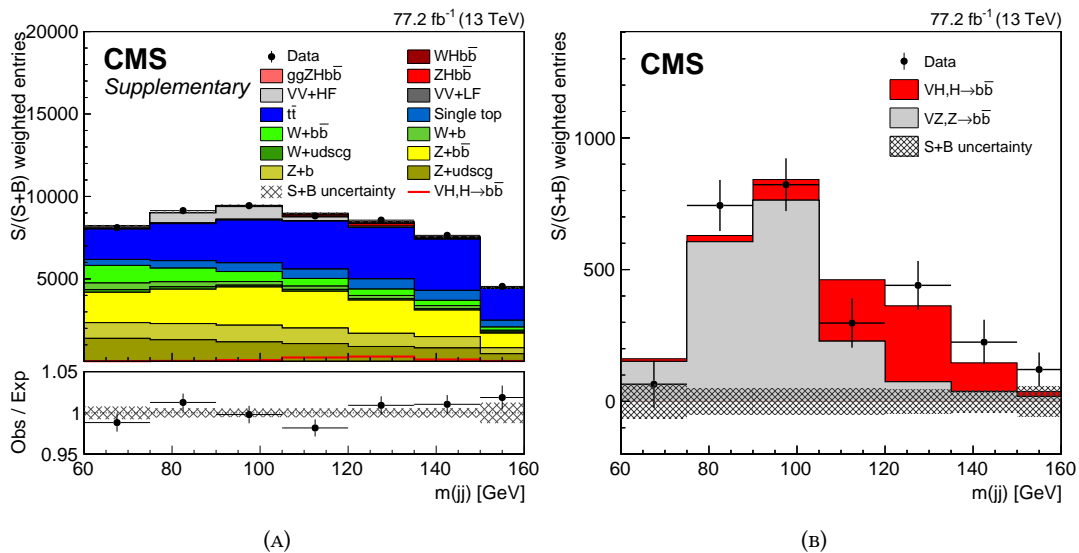 77.2 fb⁻¹ (13 TeV)
S/(S+B) weighted entries
20000
15000
10000
5000
CMS
Supplementary
Data
WHbb̅
ggZHbb̅
ZHbb̅
VV+HF
VV+LF
tt̅
Single top
W+bb̅
W+b
W+udscg
Z+bb̅
Z+b
Z+udscg
S+B uncertainty
VH,H→bb̅
Obs / Exp
1.05
1
0.95
60 80 100 120 140 160
m(jj) [GeV]
(A)
77.2 fb⁻¹ (13 TeV)
S/(S+B) weighted entries
1000
500
0
CMS
Data
VH,H→bb̅
VZ,Z→bb̅
S+B uncertainty
60 80 100 120 140 160
m(jj) [GeV]
(B)